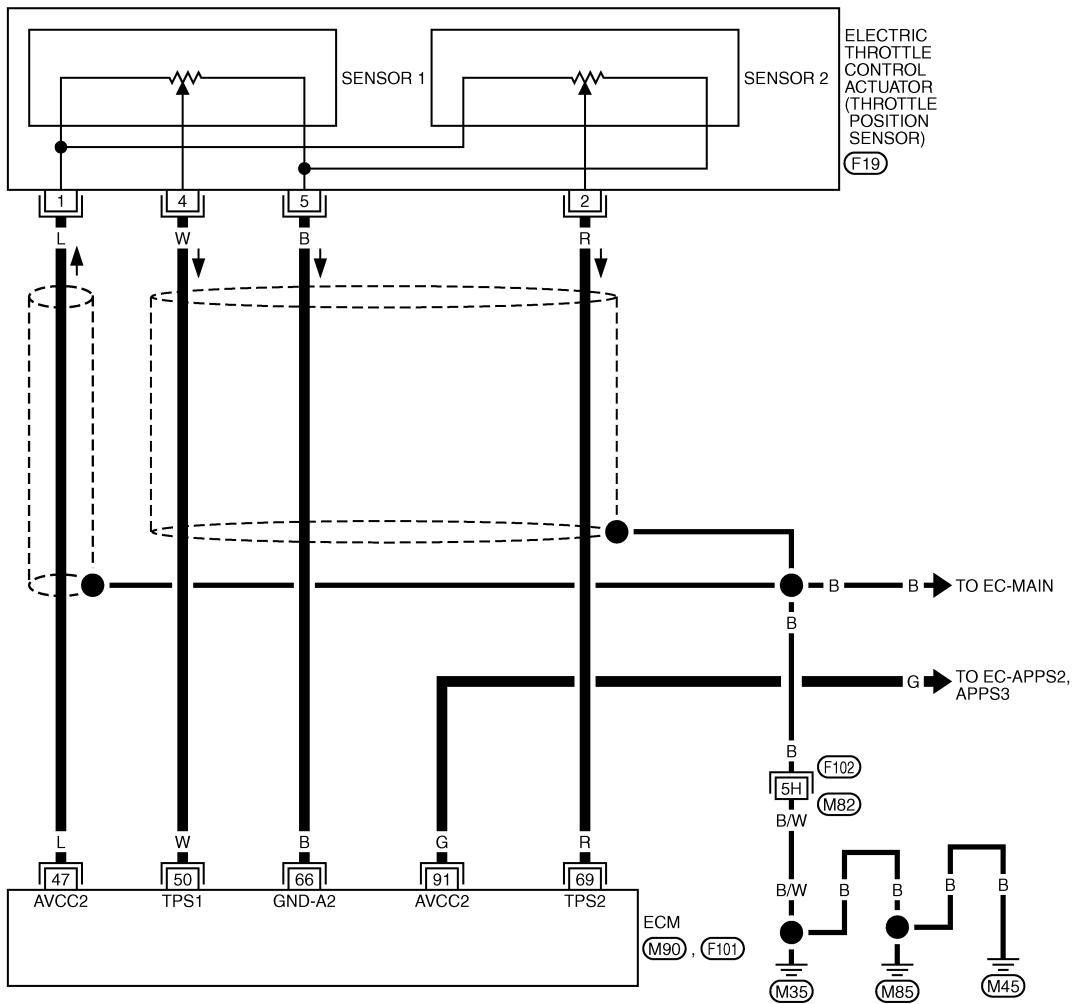 ELECTRIC
THROTTLE
CONTROL
ACTUATOR
(THROTTLE
POSITION
SENSOR)
F19
SENSOR 1
SENSOR 2
1
4
5
2
L
W
B
R
B
B
TO EC-MAIN
B
G
TO EC-APPS2,
APPS3
B
F102
5H
M82
B/W
L
W
B
G
R
47
50
66
91
69
AVCC2
TPS1
GND-A2
AVCC2
TPS2
ECM
M90 , F101
B/W
B
B
B
B
M35
M85
M45